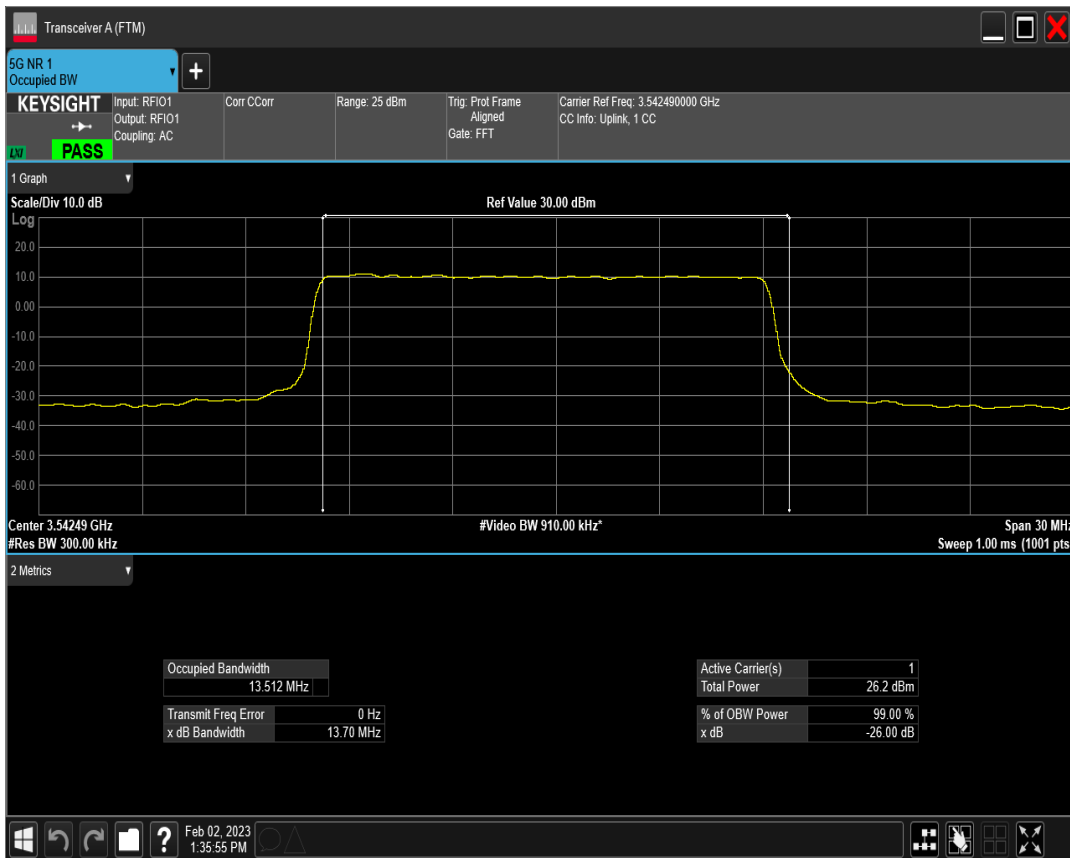 Transceiver A (FTM)
5G NR 1
Occupied BW
+
KEYSIGHT
LXI
PASS
Input: RFIO1
Output: RFIO1
Coupling: AC
Corr CCorr
Range: 25 dBm
Trig: Prot Frame
Aligned
Gate: FFT
Carrier Ref Freq: 3.542490000 GHz
CC Info: Uplink, 1 CC
1 Graph
Scale/Div 10.0 dB
Ref Value 30.00 dBm
Log
20.0
10.0
0.00
-10.0
-20.0
-30.0
-40.0
-50.0
-60.0
Center 3.54249 GHz
#Video BW 910.00 kHz*
Span 30 MHz
#Res BW 300.00 kHz
Sweep 1.00 ms (1001 pts
2 Metrics
Occupied Bandwidth
13.512 MHz
Transmit Freq Error 0 Hz
x dB Bandwidth 13.70 MHz
Active Carrier(s) 1
Total Power 26.2 dBm
% of OBW Power 99.00 %
x dB -26.00 dB
?
Feb 02, 2023
1:35:55 PM